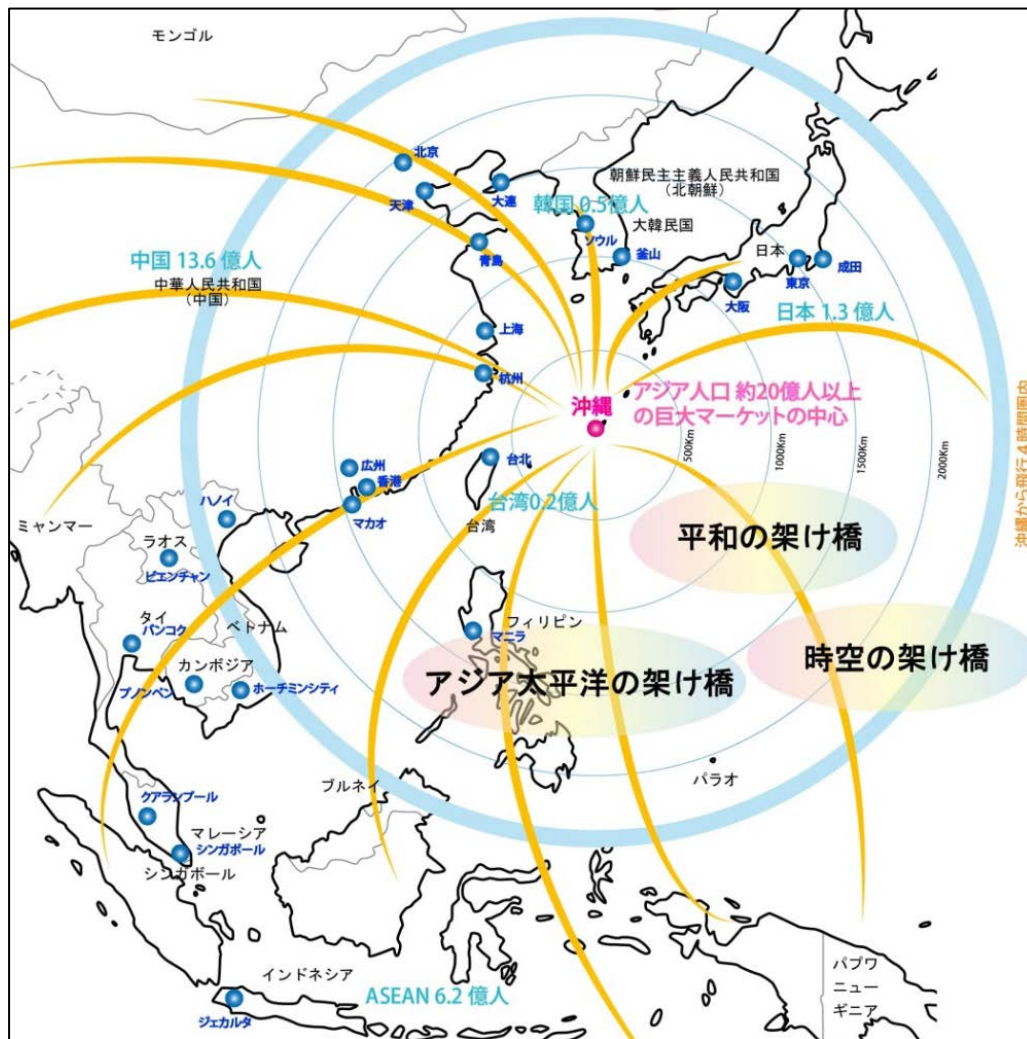 モンゴル
北京
天津
大連
朝鮮民主主義人民共和国
（北朝鮮）
韓国 0.5億人
ソウル
大韓民国
釜山
青島
日本
東京
成田
大阪
日本 1.3 億人
中国 13.6 億人
中華人民共和国
（中国）
上海
杭州
沖縄
アジア人口 約20億人以上
の巨大マーケットの中心
500Km
1000Km
1500Km
2000Km
沖縄から飛行４時間圏内
広州
香港
マカオ
台北
台湾0.2億人
台湾
ミャンマー
ハノイ
ラオス
ビエンチャン
タイ
バンコク
ベトナム
カンボジア
プノンペン
ホーチミンシティ
フィリピン
マニラ
平和の架け橋
時空の架け橋
アジア太平洋の架け橋
パラオ
ブルネイ
クアランプール
マレーシア
シンガポール
シンガポール
インドネシア
ASEAN 6.2 億人
ジェカルタ
パプワ
ニュー
ギニア